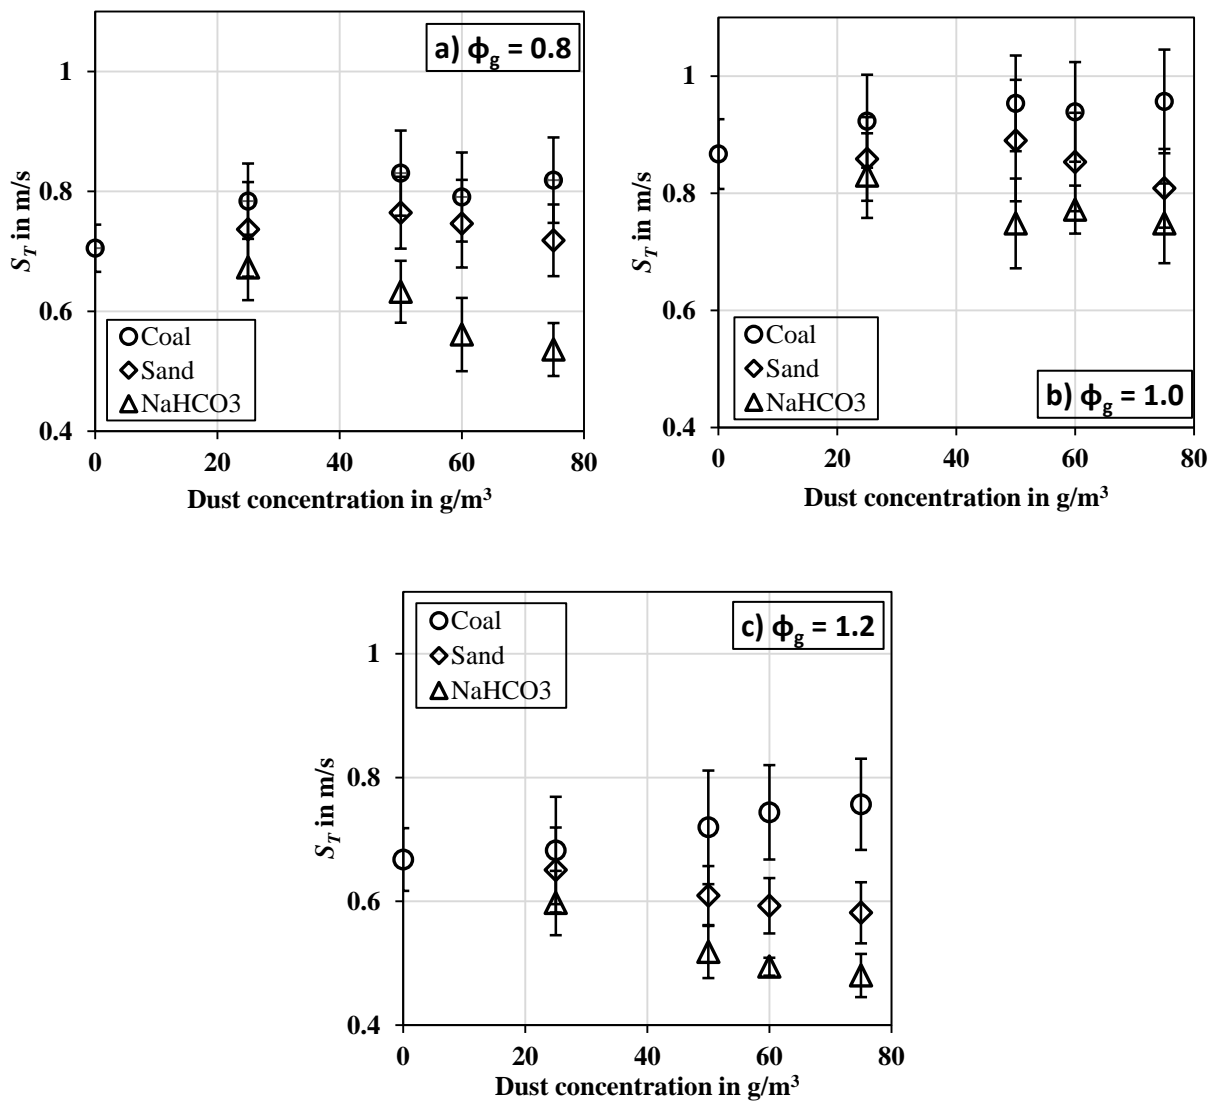 a) ϕg = 0.8
1
0.8
0.6
0.4
S_T in m/s
Coal
Sand
NaHCO3
0 20 40 60 80
Dust concentration in g/m³
1
0.8
0.6
0.4
S_T in m/s
Coal
Sand
NaHCO3
b) ϕg = 1.0
0 20 40 60 80
Dust concentration in g/m³
Coal
Sand
NaHCO3
c) ϕg = 1.2
1
0.8
0.6
0.4
S_T in m/s
0 20 40 60 80
Dust concentration in g/m³